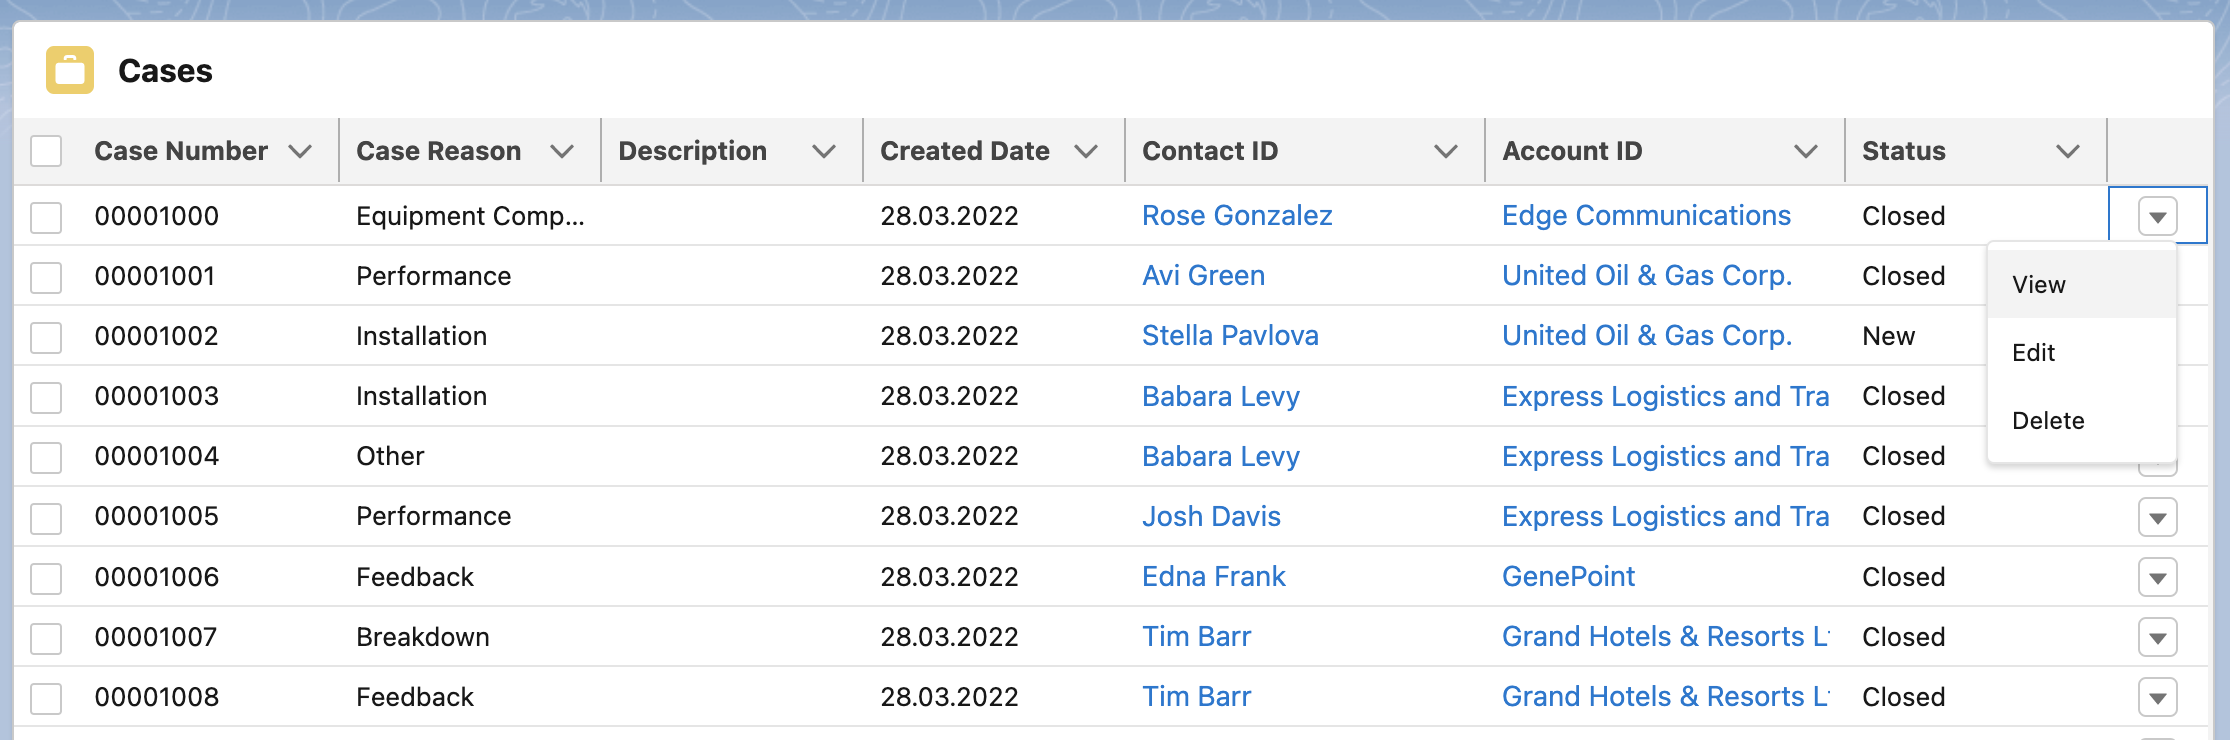 Cases
Case Number Case Reason Description Created Date Contact ID Account ID Status
00001000 Equipment Comp... 28.03.2022 Rose Gonzalez Edge Communications Closed
00001001 Performance 28.03.2022 Avi Green United Oil & Gas Corp. Closed
View
00001002 Installation 28.03.2022 Stella Pavlova United Oil & Gas Corp. New
Edit
00001003 Installation 28.03.2022 Babara Levy Express Logistics and Tra Closed
Delete
00001004 Other 28.03.2022 Babara Levy Express Logistics and Tra Closed
00001005 Performance 28.03.2022 Josh Davis Express Logistics and Tra Closed
00001006 Feedback 28.03.2022 Edna Frank GenePoint Closed
00001007 Breakdown 28.03.2022 Tim Barr Grand Hotels & Resorts Closed
00001008 Feedback 28.03.2022 Tim Barr Grand Hotels & Resorts Closed